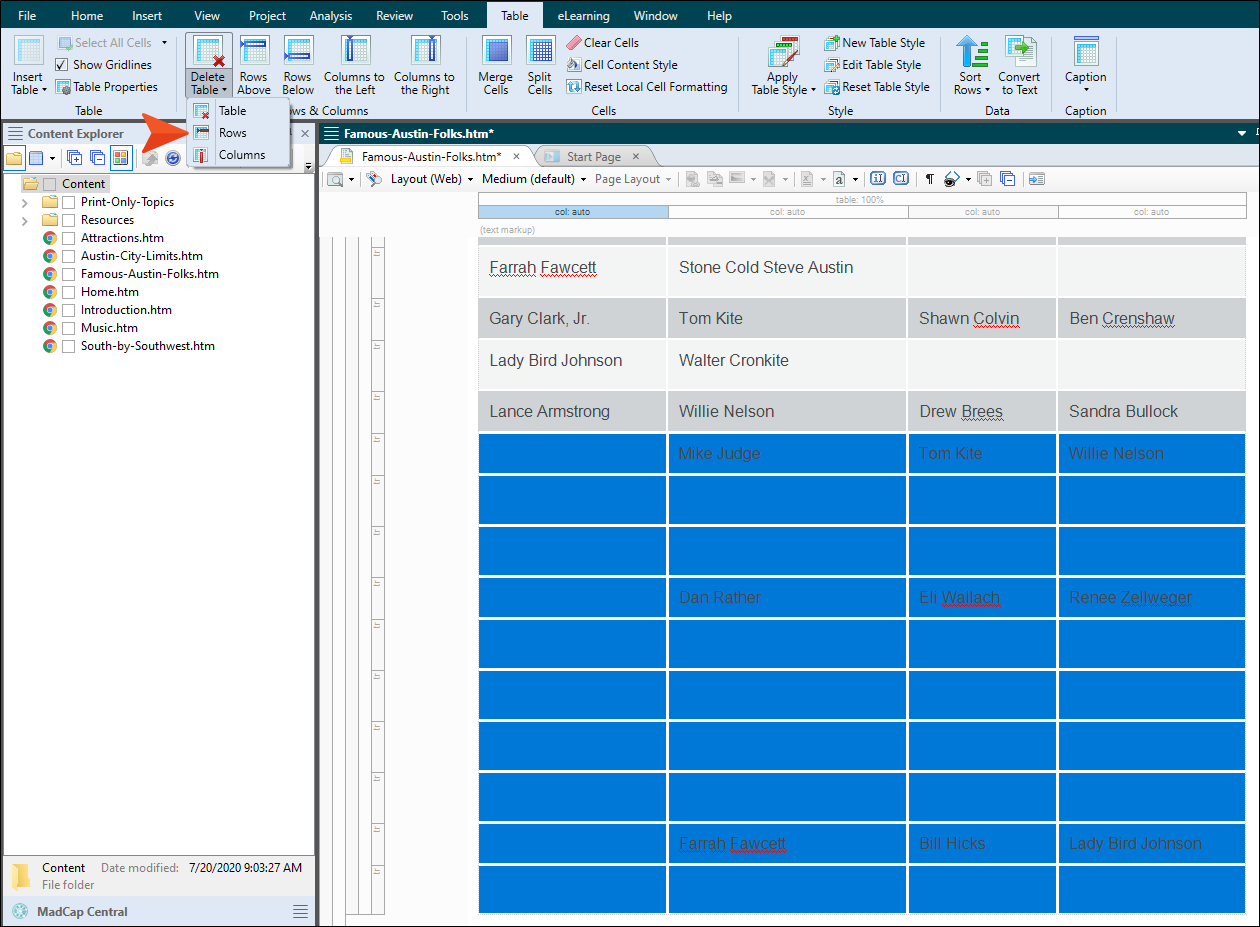 File Home Insert View Project Analysis Review Tools Table eLearning Window Help
Insert Table
Select All Cells
Show Gridlines
Table Properties
Table
Delete Table
Rows Above
Rows Below
Columns to the Left
Columns to the Right
ws & Columns
Table
Rows
Columns
Merge Cells
Split Cells
Clear Cells
Cell Content Style
Reset Local Cell Formatting
Cells
Apply Table Style
New Table Style
Edit Table Style
Reset Table Style
Style
Sort Rows
Convert to Text
Data
Caption
Caption
Content Explorer
Content
Print-Only-Topics
Resources
Attractions.htm
Austin-City-Limits.htm
Famous-Austin-Folks.htm
Home.htm
Introduction.htm
Music.htm
South-by-Southwest.htm
Content Date modified: 7/20/2020 9:03:27 AM
File folder
MadCap Central
Famous-Austin-Folks.htm*
Famous-Austin-Folks.htm* Start Page
Layout (Web) Medium (default) Page Layout
table: 100%
col: auto col: auto col: auto col: auto
(text markup)
Farrah Fawcett Stone Cold Steve Austin
Gary Clark, Jr. Tom Kite Shawn Colvin Ben Crenshaw
Lady Bird Johnson Walter Cronkite
Lance Armstrong Willie Nelson Drew Brees Sandra Bullock
Mike Judge Tom Kite Willie Nelson
Dan Rather Eli Wallach Renee Zellweger
Farrah Fawcett Bill Hicks Lady Bird Johnson